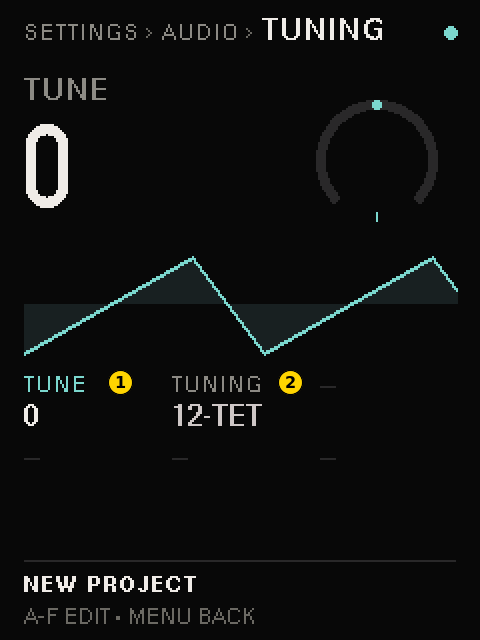 SETTINGS › AUDIO › TUNING
TUNE
0
TUNE 1 TUNING 2
0 12-TET
NEW PROJECT
A-F EDIT · MENU BACK